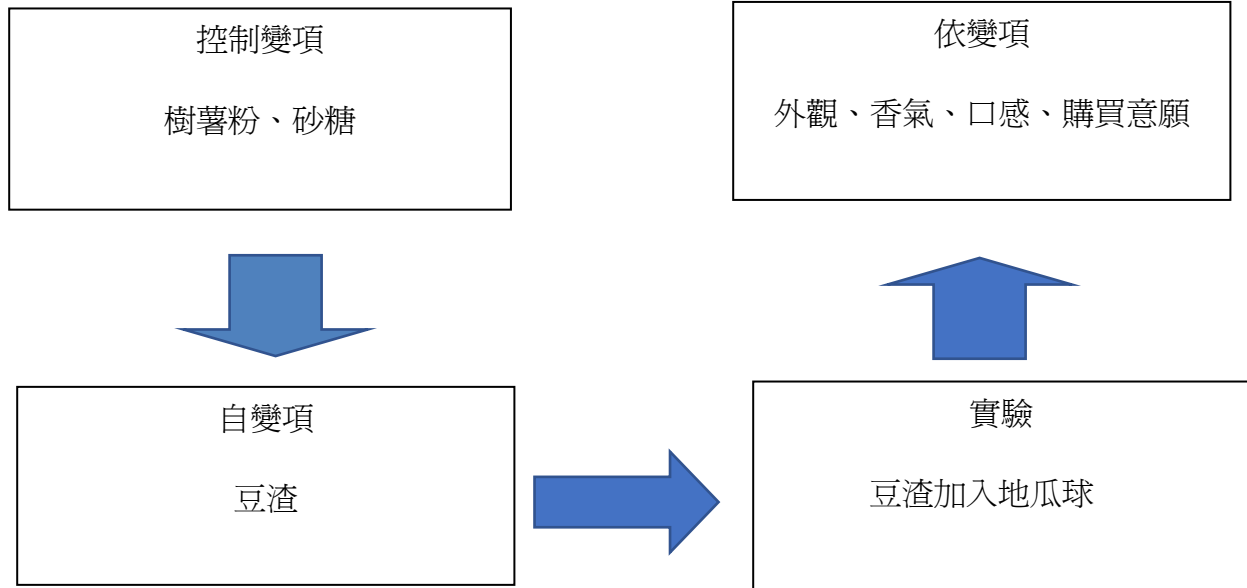 控制變項
樹薯粉、砂糖
依變項
外觀、香氣、口感、購買意願
自變項
豆渣
實驗
豆渣加入地瓜球